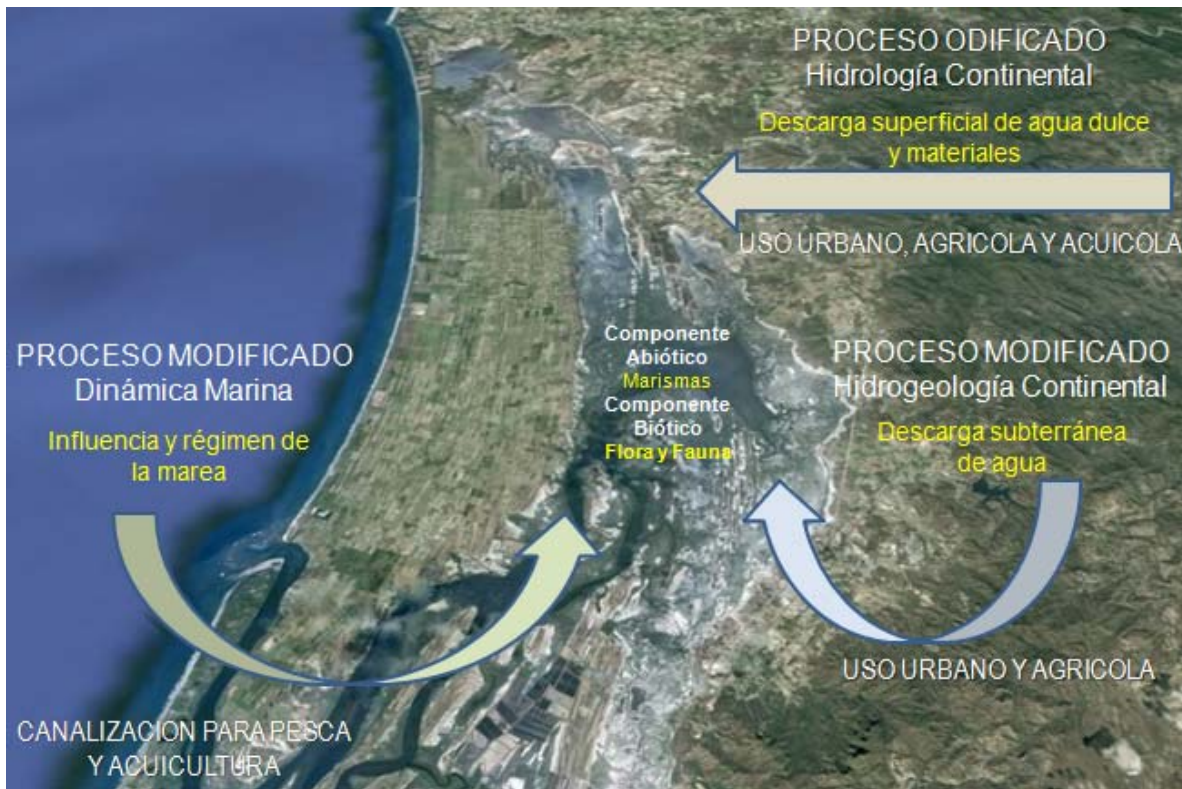 PROCESO ODIFICADO
Hidrología Continental
Descarga superficial de agua dulce
y materiales
USO URBANO, AGRICOLA Y ACUICOLA
PROCESO MODIFICADO
Dinámica Marina
Influencia y régimen de
la marea
CANALIZACION PARA PESCA
Y ACUICULTURA
Componente
Abiótico
Marismas
Componente
Biótico
Flora y Fauna
PROCESO MODIFICADO
Hidrogeología Continental
Descarga subterránea
de agua
USO URBANO Y AGRICOLA